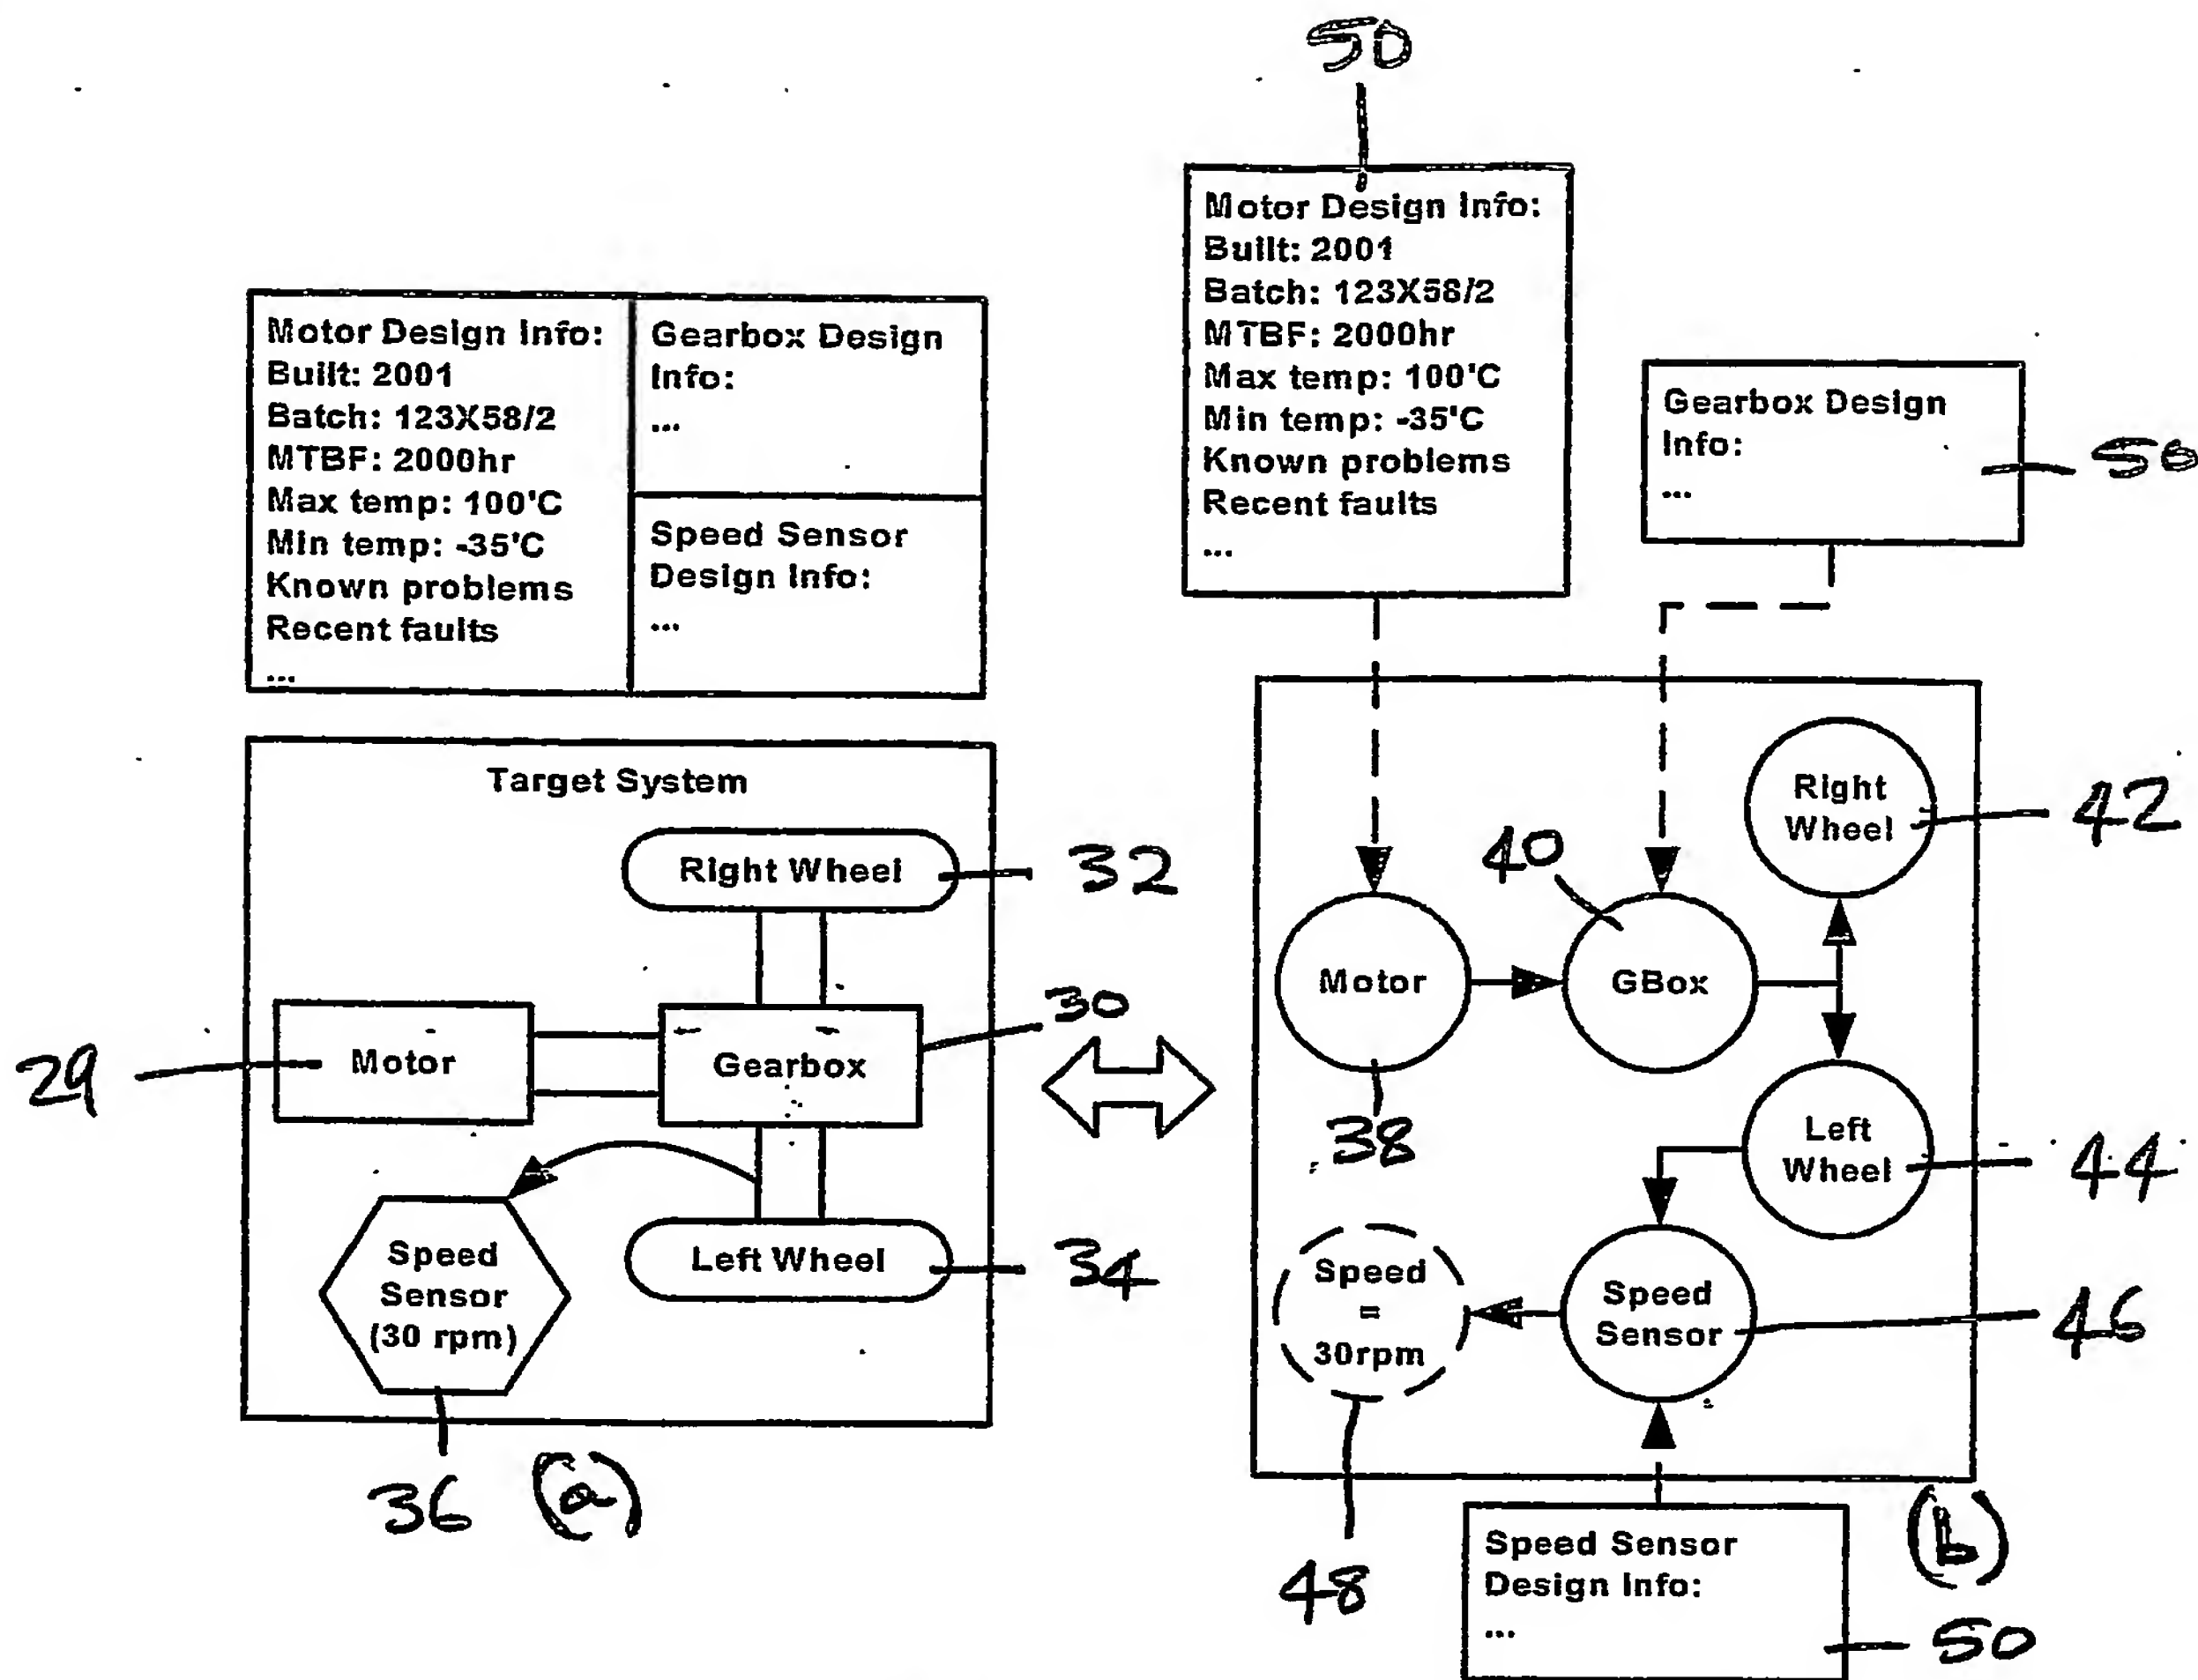 50
Motor Design Info:
Built: 2001
Batch: 123X58/2
MTBF: 2000hr
Max temp: 100'C
Min temp: -35'C
Known problems
Recent faults
...
Gearbox Design
Info:
...
Speed Sensor
Design Info:
...
Motor Design Info:
Built: 2001
Batch: 123X58/2
MTBF: 2000hr
Max temp: 100'C
Min temp: -35'C
Known problems
Recent faults
...
Gearbox Design
Info:
...
50
Target System
Right Wheel
32
Motor
29
Gearbox
30
Left Wheel
34
Speed
Sensor
(30 rpm)
36
(a)
Right
Wheel
42
40
Motor
38
GBox
Left
Wheel
44
Speed
=
30rpm
48
Speed
Sensor
46
(b)
Speed Sensor
Design Info:
...
50